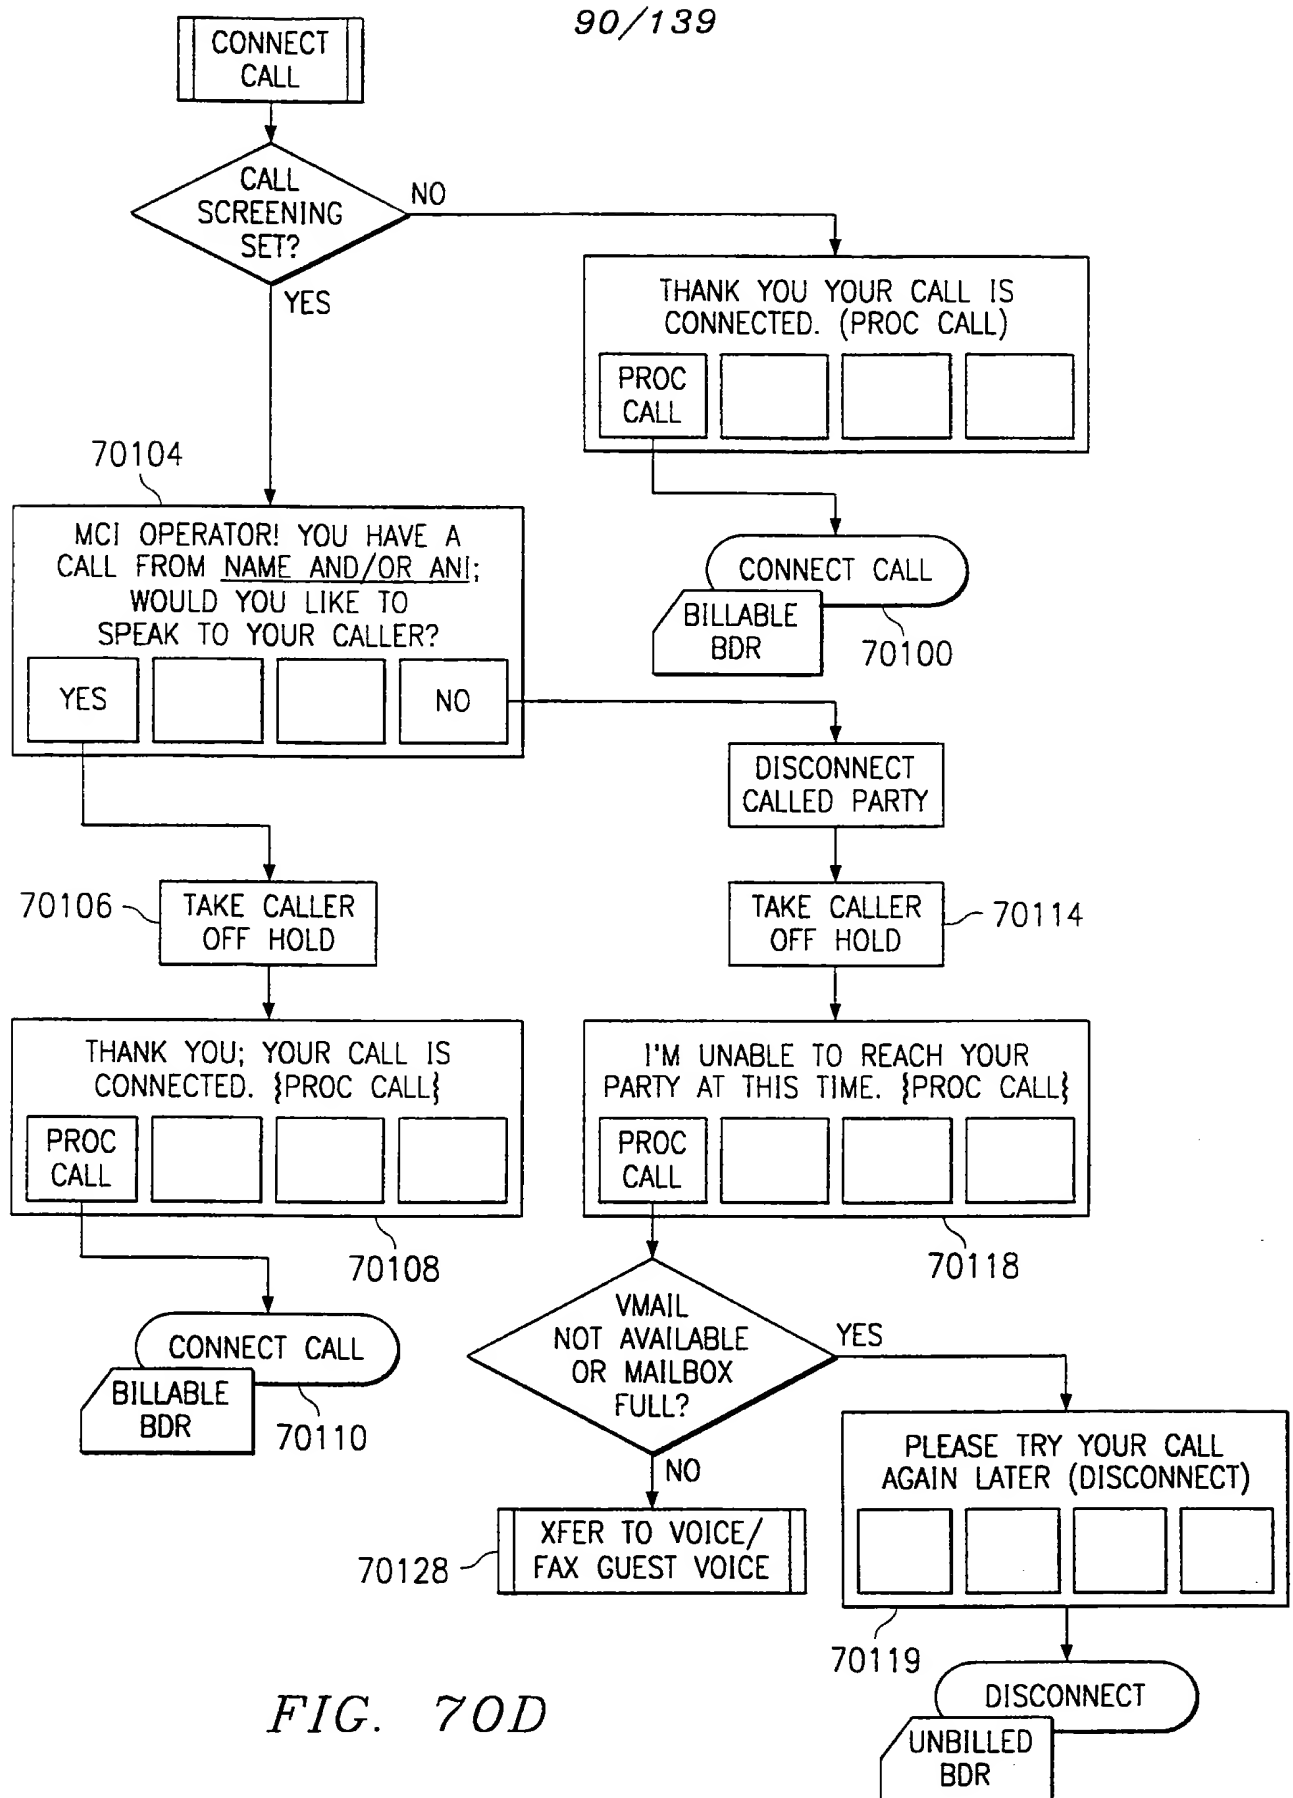 90/139
CONNECT
CALL
CALL
SCREENING
SET?
NO
YES
THANK YOU YOUR CALL IS
CONNECTED. (PROC CALL)
PROC
CALL
CONNECT CALL
BILLABLE
BDR
70100
70104
MCI OPERATOR! YOU HAVE A
CALL FROM NAME AND/OR ANI;
WOULD YOU LIKE TO
SPEAK TO YOUR CALLER?
YES
NO
DISCONNECT
CALLED PARTY
70106
TAKE CALLER
OFF HOLD
TAKE CALLER
OFF HOLD
70114
THANK YOU; YOUR CALL IS
CONNECTED. {PROC CALL}
PROC
CALL
70108
I'M UNABLE TO REACH YOUR
PARTY AT THIS TIME. {PROC CALL}
PROC
CALL
70118
CONNECT CALL
BILLABLE
BDR
70110
VMAIL
NOT AVAILABLE
OR MAILBOX
FULL?
YES
NO
PLEASE TRY YOUR CALL
AGAIN LATER (DISCONNECT)
70128
XFER TO VOICE/
FAX GUEST VOICE
70119
DISCONNECT
UNBILLED
BDR
FIG. 70D